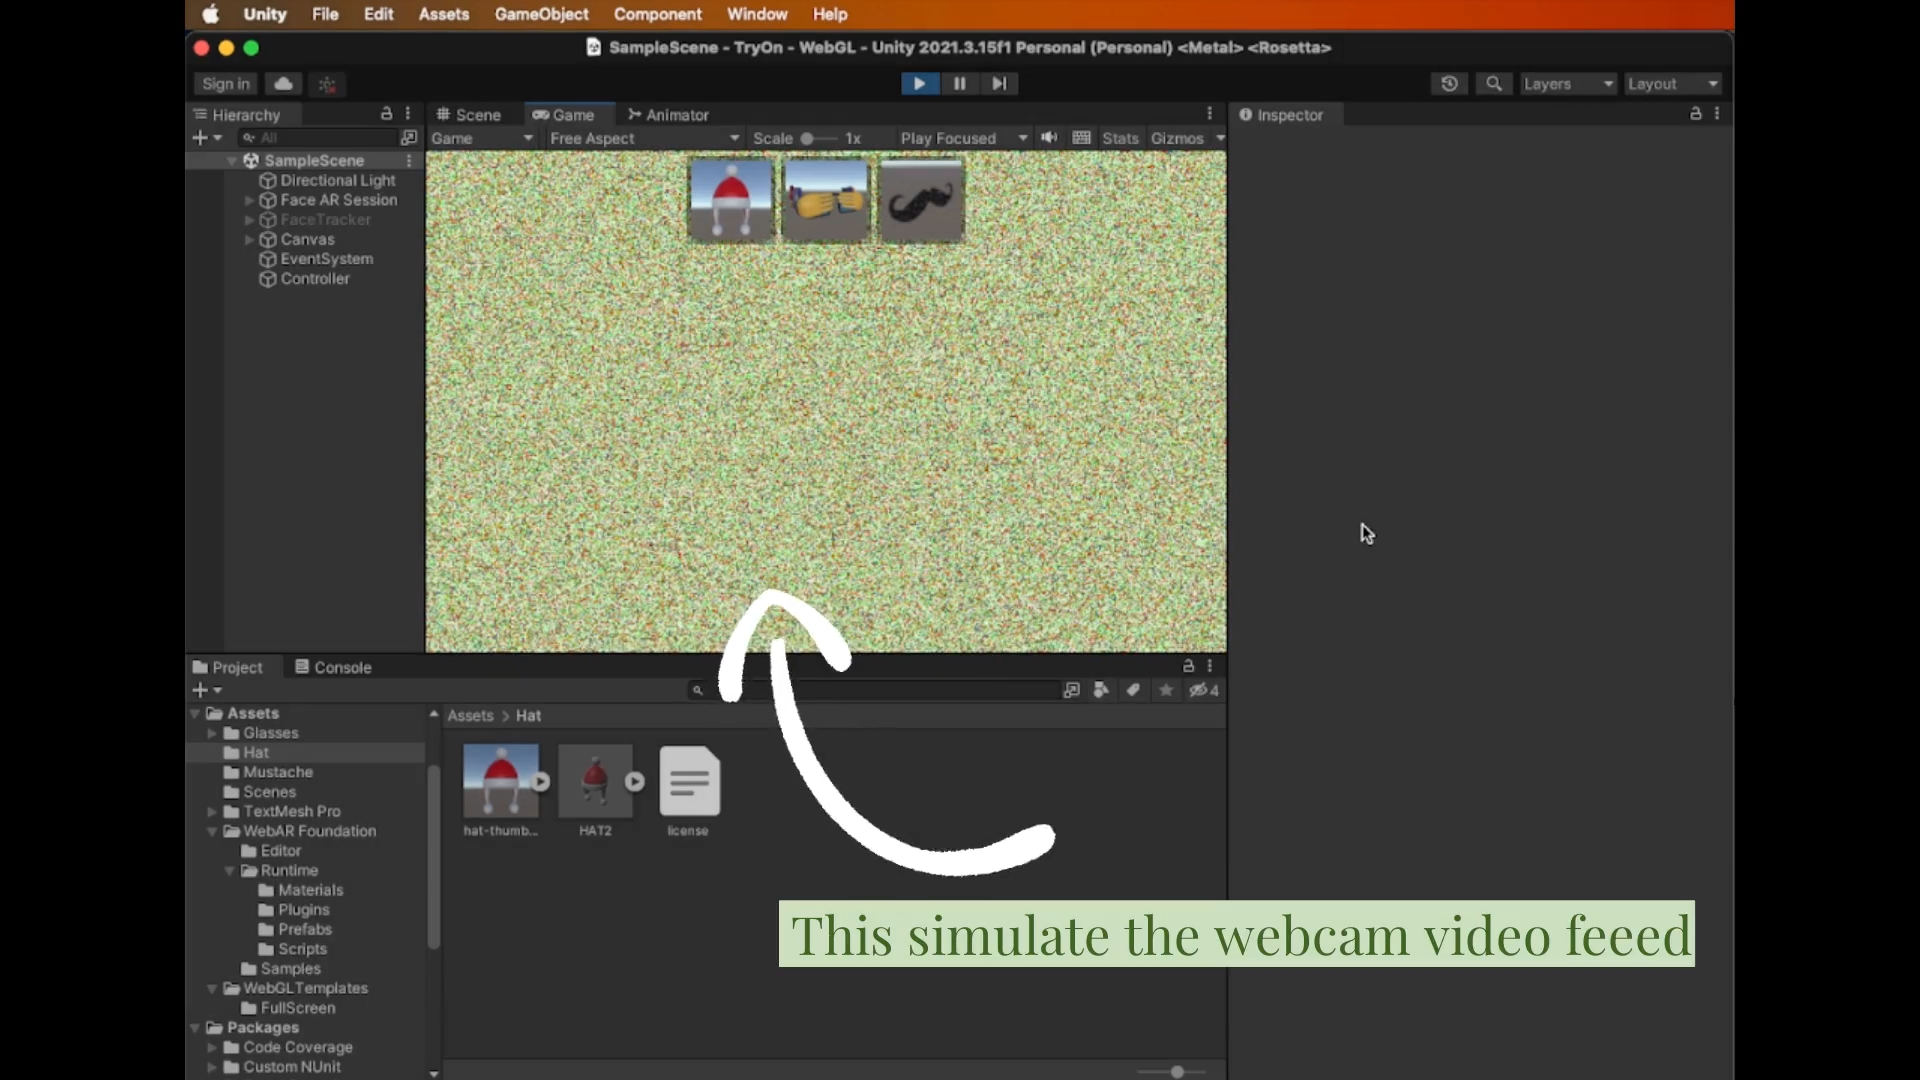 Unity File Edit Assets GameObject Component Window Help
SampleScene - TryOn - WebGL - Unity 2021.3.15f1 Personal (Personal) <Metal> <Rosetta>
Sign in Layers Layout
Hierarchy Scene Game Animator Inspector
All Game Free Aspect Scale 1x Play Focused Stats Gizmos
SampleScene
Directional Light
Face AR Session
FaceTracker
Canvas
EventSystem
Controller
Project Console
4
Assets
Glasses
Hat
Mustache
Scenes
TextMesh Pro
WebAR Foundation
Editor
Runtime
Materials
Plugins
Prefabs
Scripts
Samples
WebGLTemplates
FullScreen
Packages
Code Coverage
Custom NUnit
Assets > Hat
hat-thumb... HAT2 license
This simulate the webcam video feeed